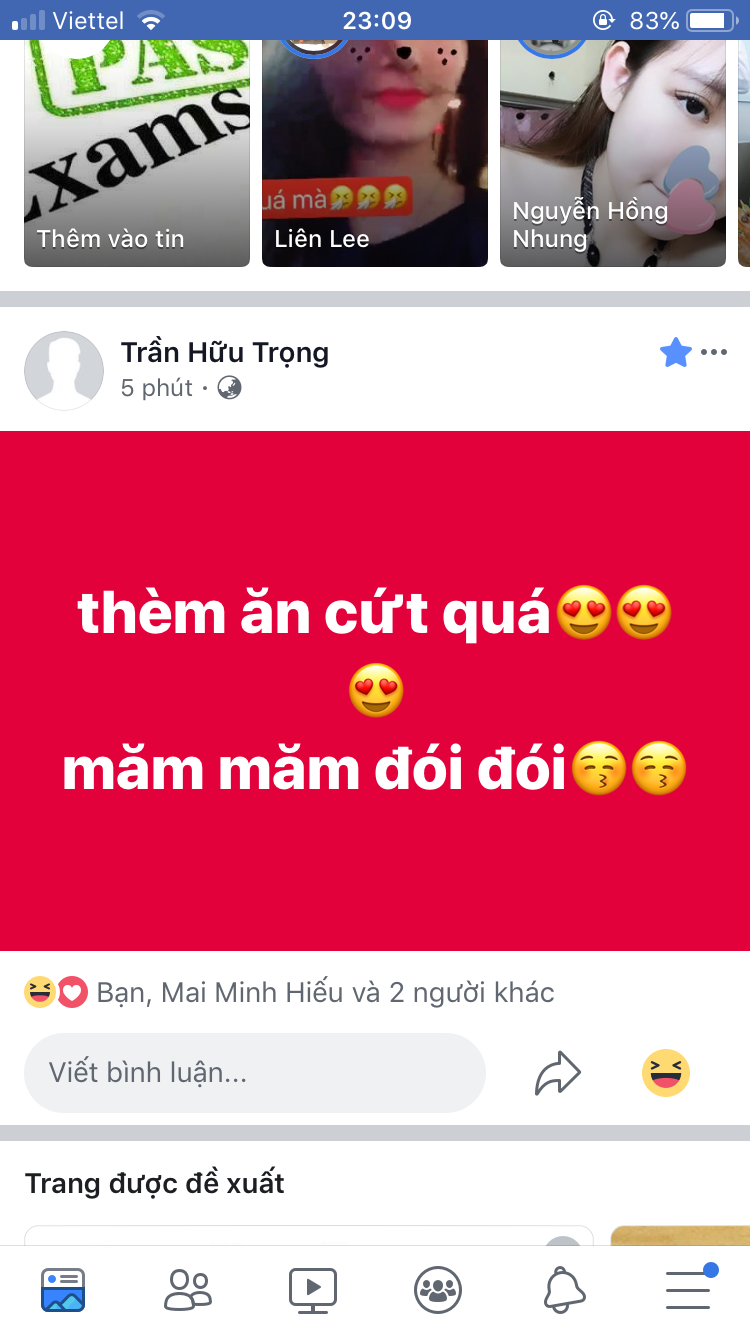 Viettel 23:09 83%
PAS
Exams
uá mà🤧🤧🤧
Thêm vào tin
Liên Lee
Nguyễn Hồng
Nhung
Trần Hữu Trọng
5 phút ·
thèm ăn cứt quá😍😍
😍
măm măm đói đói😚😚
Bạn, Mai Minh Hiếu và 2 người khác
Viết bình luận...
Trang được đề xuất